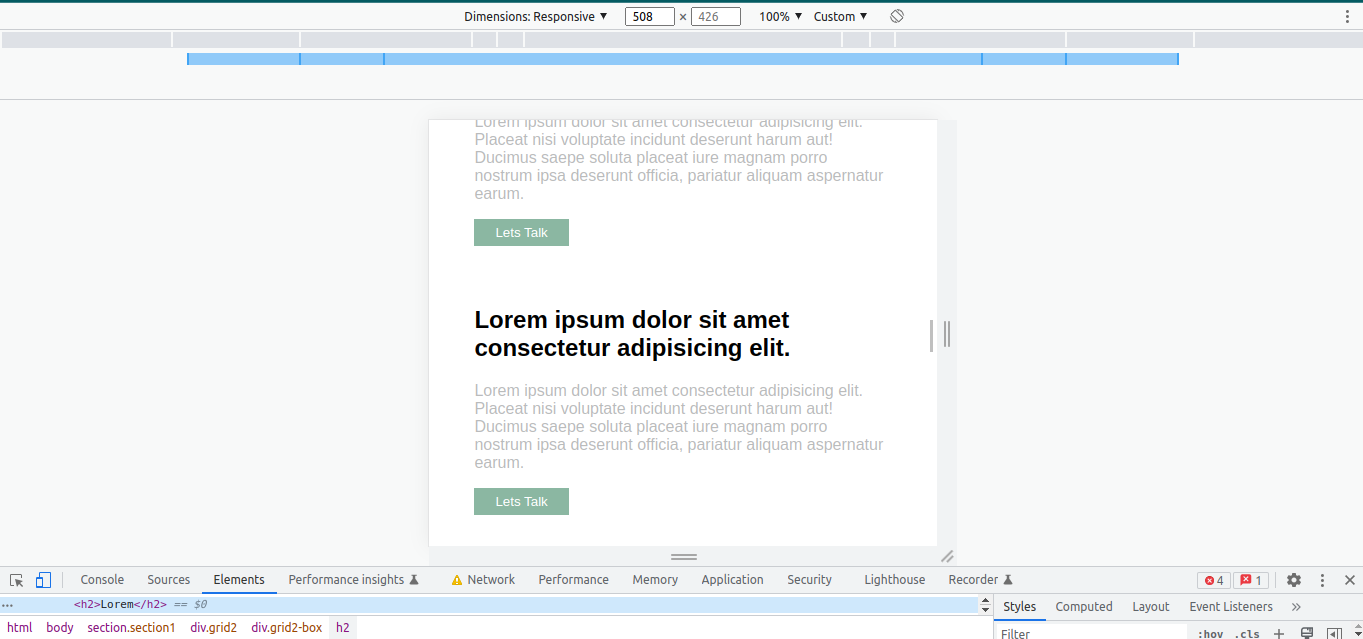 Dimensions: Responsive ▼ 508 × 426 100% ▼ Custom ▼
Lorem ipsum dolor sit amet consectetur adipisicing elit.
Placeat nisi voluptate incidunt deserunt harum aut!
Ducimus saepe soluta placeat iure magnam porro
nostrum ipsa deserunt officia, pariatur aliquam aspernatur
earum.
Lets Talk
Lorem ipsum dolor sit amet
consectetur adipisicing elit.
Lorem ipsum dolor sit amet consectetur adipisicing elit.
Placeat nisi voluptate incidunt deserunt harum aut!
Ducimus saepe soluta placeat iure magnam porro
nostrum ipsa deserunt officia, pariatur aliquam aspernatur
earum.
Lets Talk
Console Sources Elements Performance insights Network Performance Memory Application Security Lighthouse Recorder 4 1
... <h2>Lorem</h2> == $0
html body section.section1 div.grid2 div.grid2-box h2
Styles Computed Layout Event Listeners »
Filter :hov .cls +